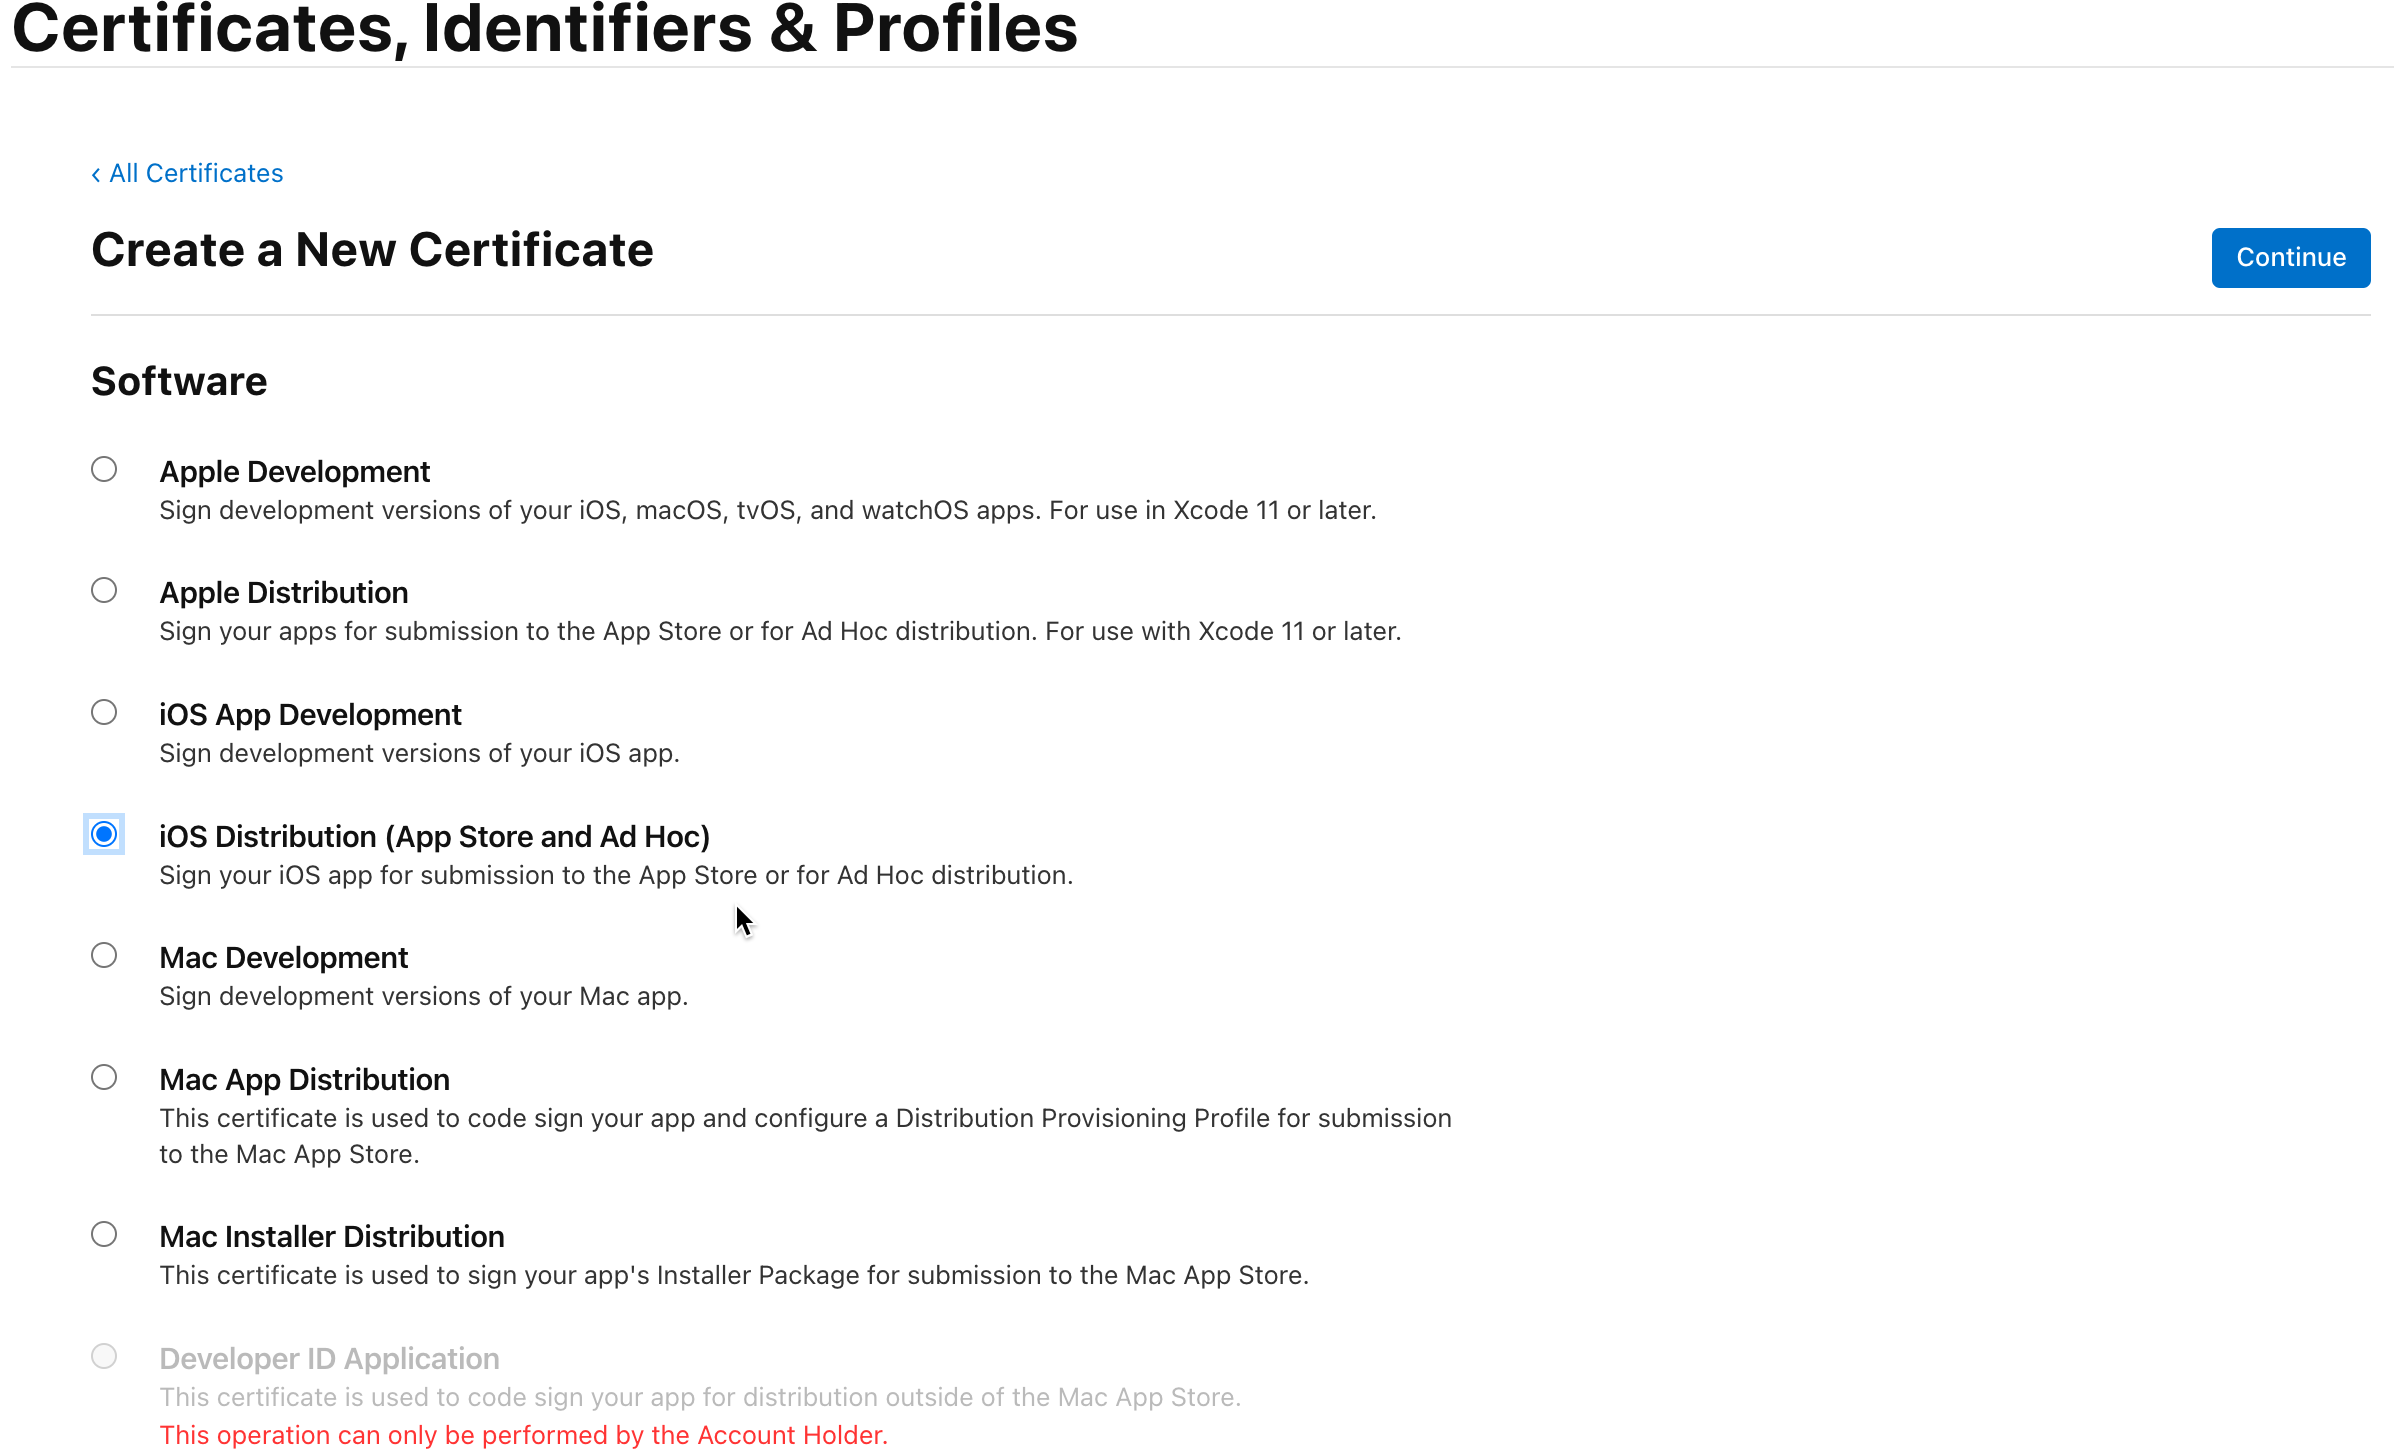 Certificates, Identifiers & Profiles
‹ All Certificates
Create a New Certificate
Continue
Software
Apple Development
Sign development versions of your iOS, macOS, tvOS, and watchOS apps. For use in Xcode 11 or later.
Apple Distribution
Sign your apps for submission to the App Store or for Ad Hoc distribution. For use with Xcode 11 or later.
iOS App Development
Sign development versions of your iOS app.
iOS Distribution (App Store and Ad Hoc)
Sign your iOS app for submission to the App Store or for Ad Hoc distribution.
Mac Development
Sign development versions of your Mac app.
Mac App Distribution
This certificate is used to code sign your app and configure a Distribution Provisioning Profile for submission
to the Mac App Store.
Mac Installer Distribution
This certificate is used to sign your app's Installer Package for submission to the Mac App Store.
Developer ID Application
This certificate is used to code sign your app for distribution outside of the Mac App Store.
This operation can only be performed by the Account Holder.